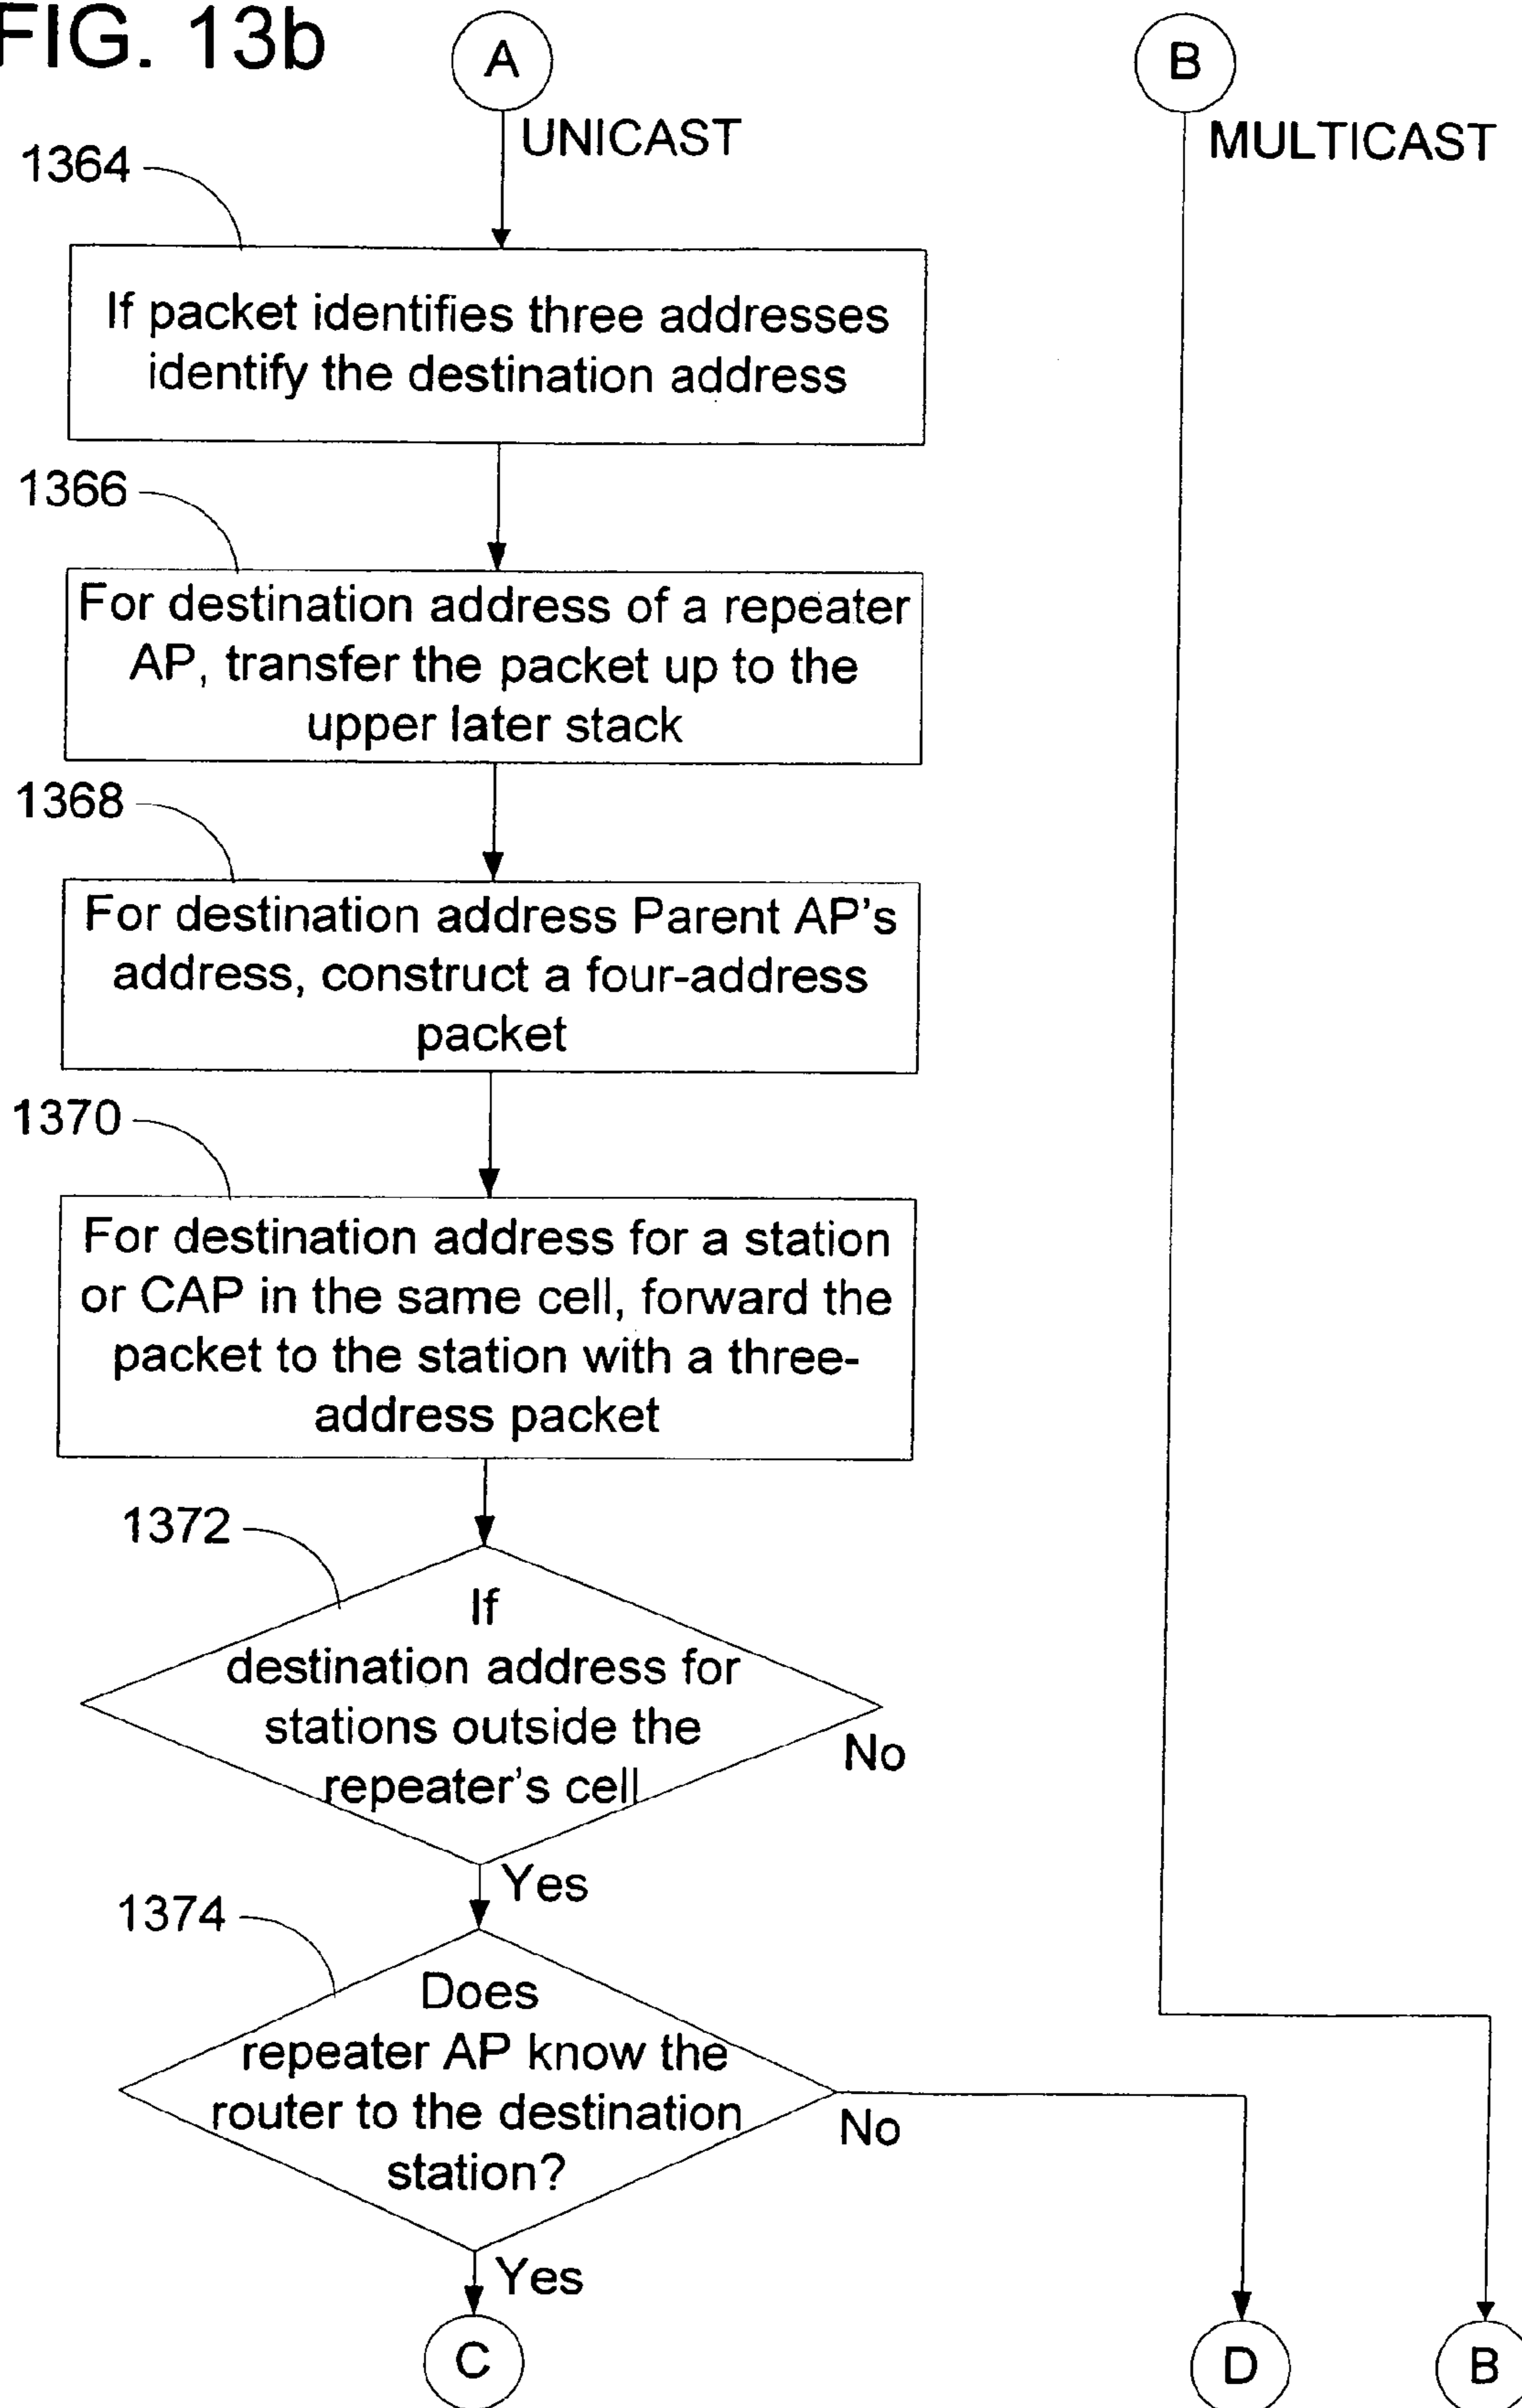 FIG. 13b
A
B
UNICAST
MULTICAST
1364
If packet identifies three addresses
identify the destination address
1366
For destination address of a repeater
AP, transfer the packet up to the
upper later stack
1368
For destination address Parent AP's
address, construct a four-address
packet
1370
For destination address for a station
or CAP in the same cell, forward the
packet to the station with a three-
address packet
1372
If
destination address for
stations outside the
repeater's cell
No
Yes
1374
Does
repeater AP know the
router to the destination
station?
No
Yes
C
D
B